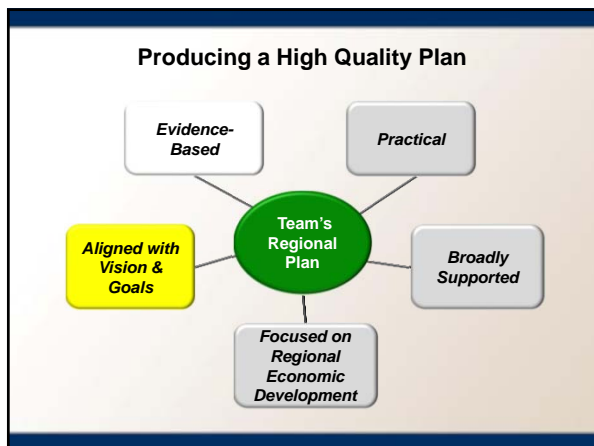 Producing a High Quality Plan
Evidence-
Based
Practical
Team's
Regional
Plan
Aligned with
Vision &
Goals
Broadly
Supported
Focused on
Regional
Economic
Development